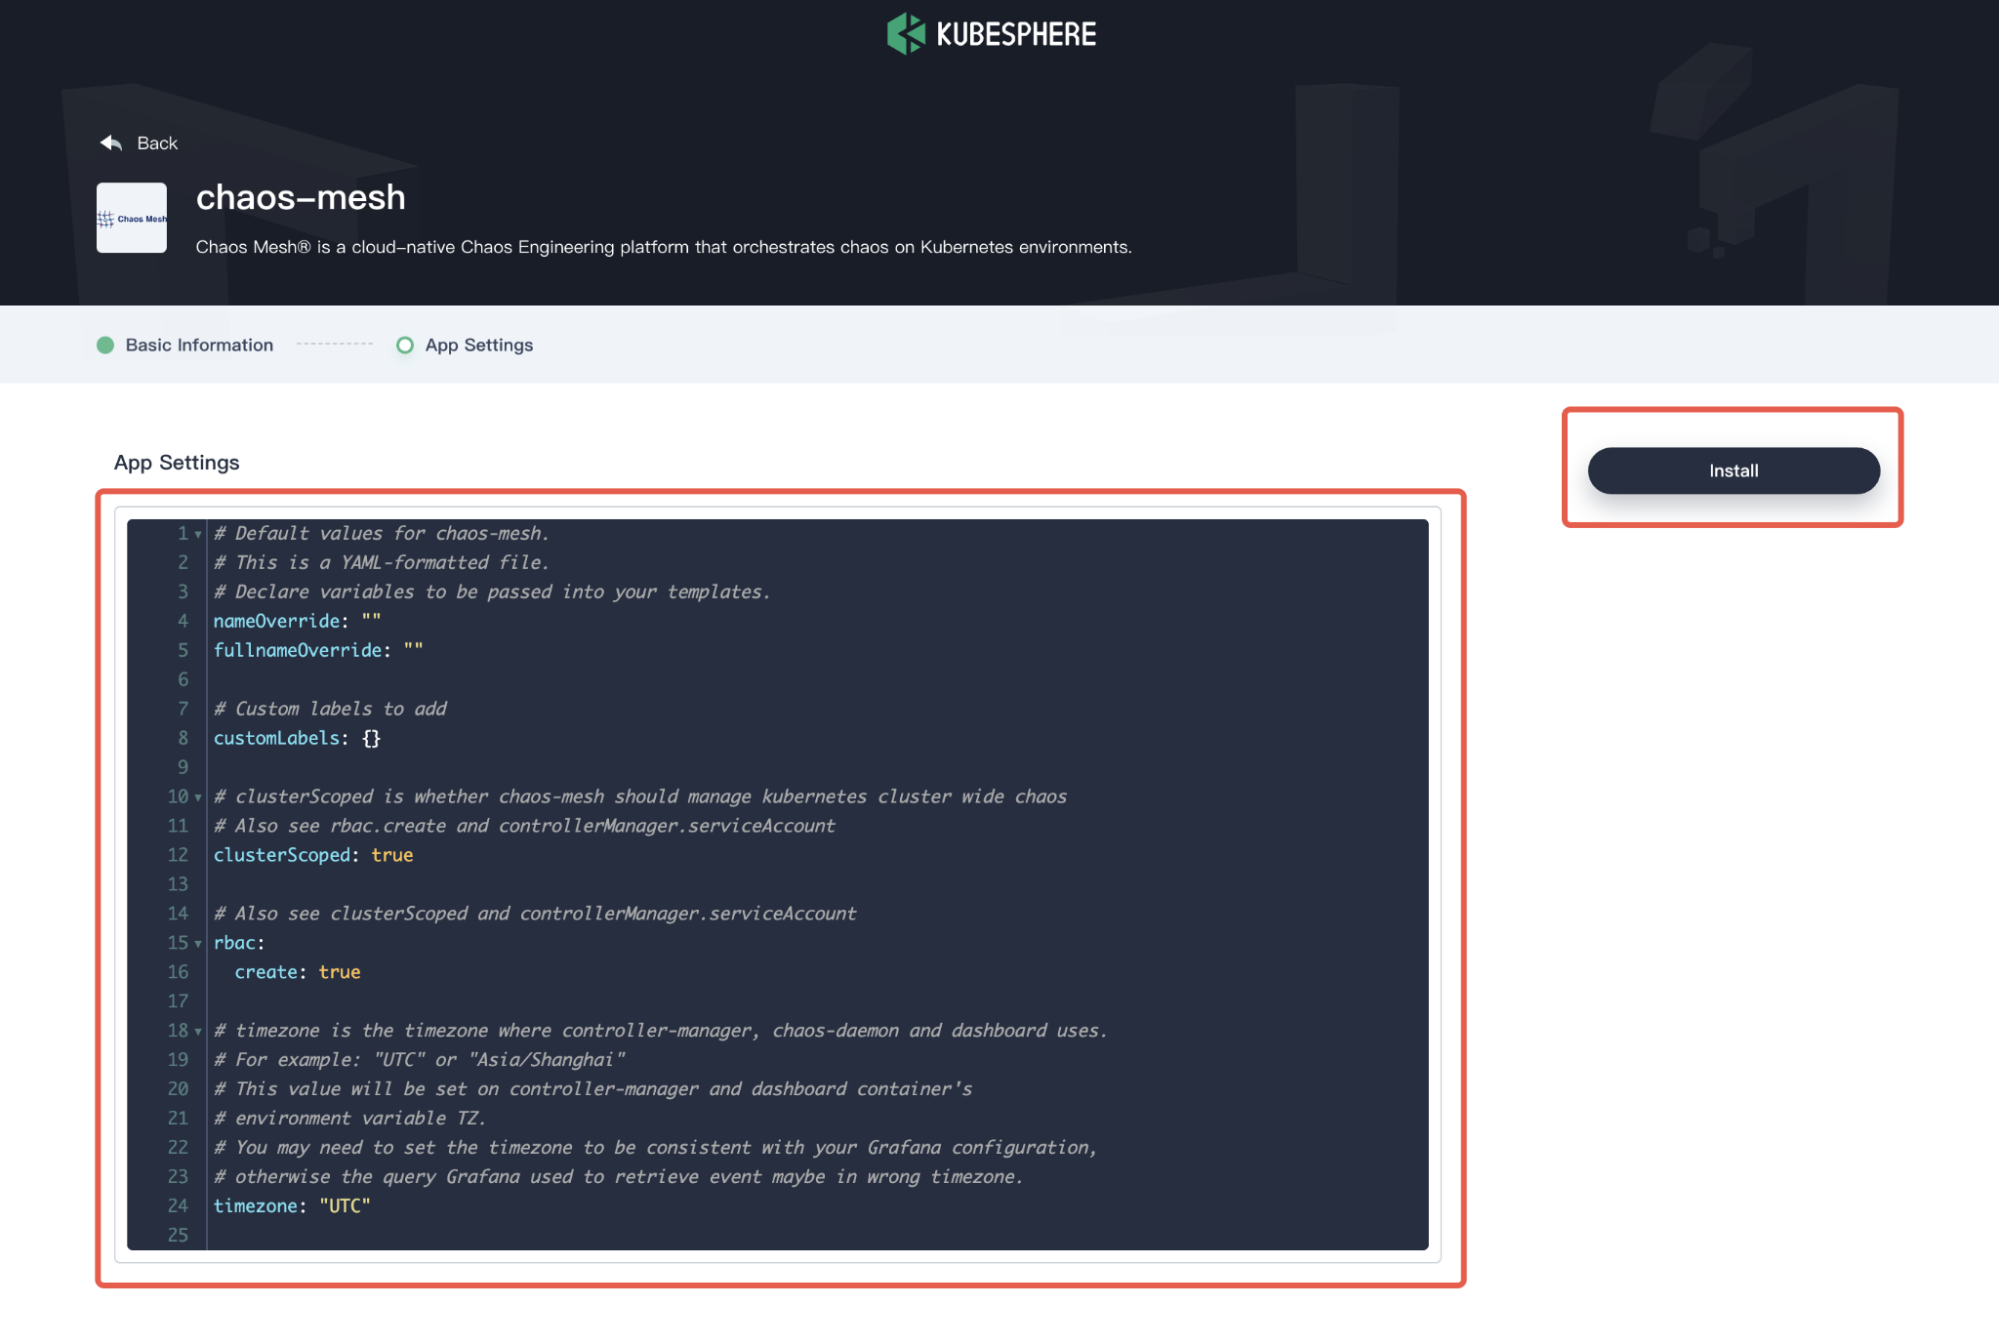 KUBESPHERE
Back
Chaos Mesh
chaos-mesh
Chaos Mesh® is a cloud-native Chaos Engineering platform that orchestrates chaos on Kubernetes environments.
Basic Information
App Settings
App Settings
Install
1 # Default values for chaos-mesh.
2 # This is a YAML-formatted file.
3 # Declare variables to be passed into your templates.
4 nameOverride: ""
5 fullnameOverride: ""
6
7 # Custom labels to add
8 customLabels: {}
9
10 # clusterScoped is whether chaos-mesh should manage kubernetes cluster wide chaos
11 # Also see rbac.create and controllerManager.serviceAccount
12 clusterScoped: true
13
14 # Also see clusterScoped and controllerManager.serviceAccount
15 rbac:
16   create: true
17
18 # timezone is the timezone where controller-manager, chaos-daemon and dashboard uses.
19 # For example: "UTC" or "Asia/Shanghai"
20 # This value will be set on controller-manager and dashboard container's
21 # environment variable TZ.
22 # You may need to set the timezone to be consistent with your Grafana configuration,
23 # otherwise the query Grafana used to retrieve event maybe in wrong timezone.
24 timezone: "UTC"
25